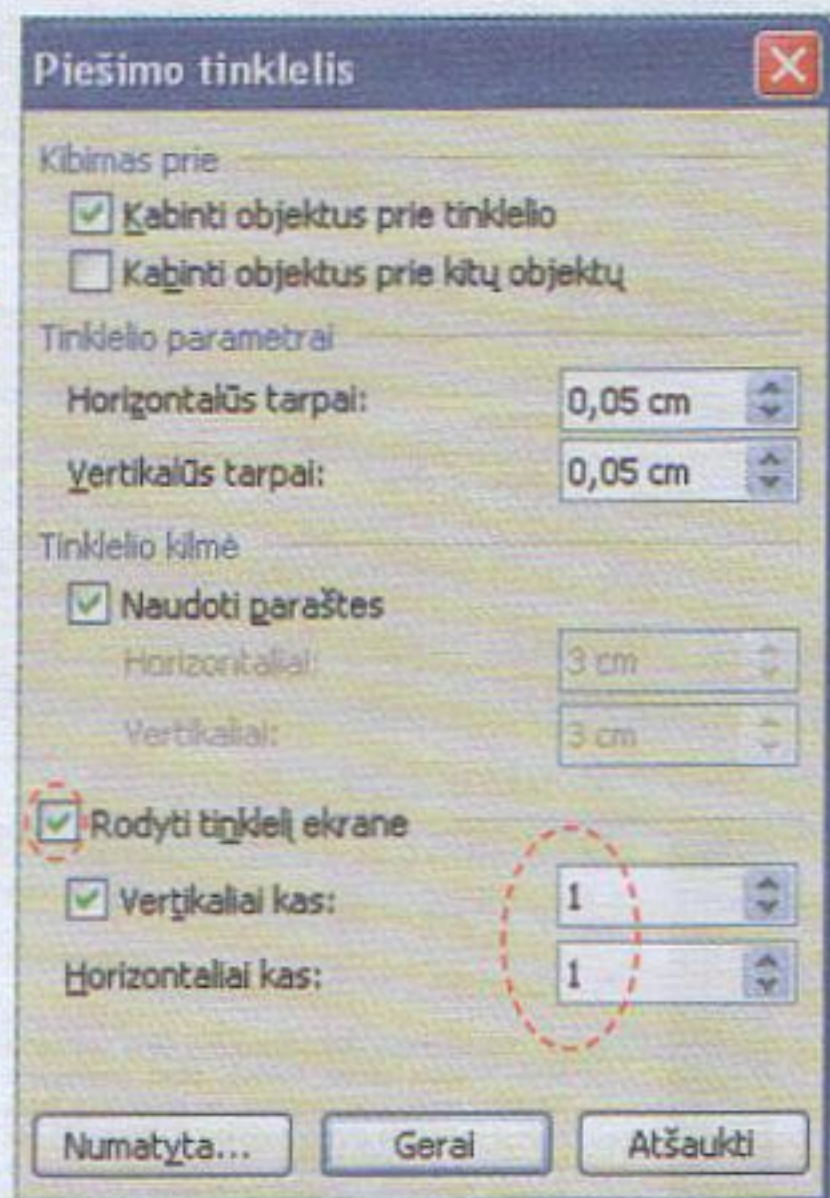 Piešimo tinklelis
Kibimas prie
Kabinti objektus prie tinklelio
Kabinti objektus prie kitų objektų
Tinklelio parametrai
Horizontalūs tarpai: 0,05 cm
Vertikalūs tarpai: 0,05 cm
Tinklelio kilmė
Naudoti paraštes
Horizontaliai: 3 cm
Vertikaliai: 3 cm
Rodyti tinklelį ekrane
Vertikaliai kas: 1
Horizontaliai kas: 1
Numatyta... Gerai Atšaukti